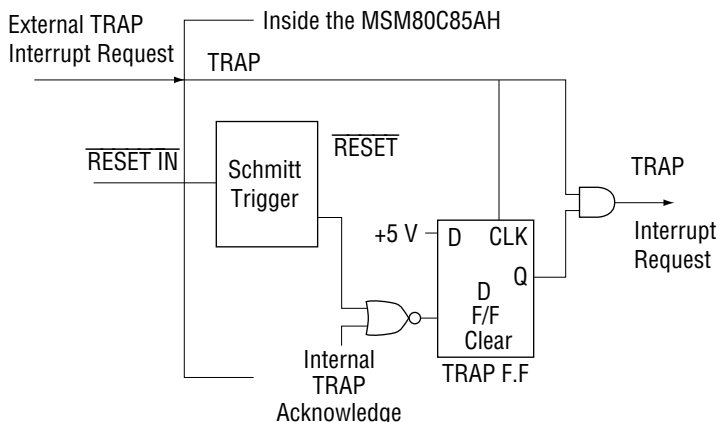 External TRAP
Interrupt Request
Inside the MSM80C85AH
TRAP
RESET IN
Schmitt
Trigger
RESET
+5 V
D
CLK
Q
D
F/F
Clear
TRAP F.F
Internal
TRAP
Acknowledge
TRAP
Interrupt
Request